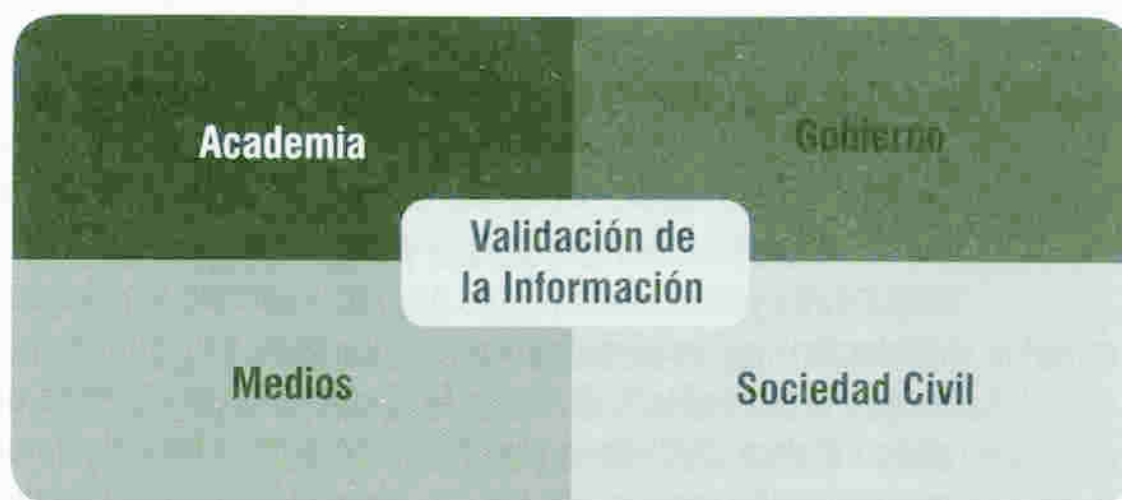 Academia
Gobierno
Validación de
la Información
Medios
Sociedad Civil